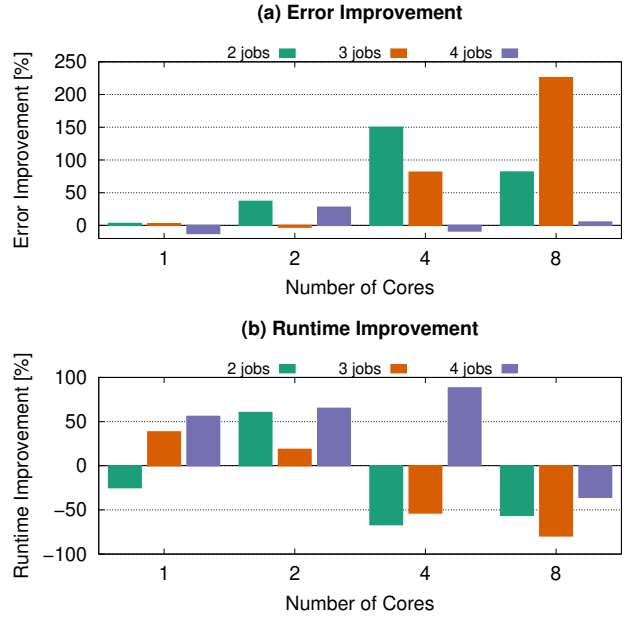 (a) Error Improvement
2 jobs 3 jobs 4 jobs
Error Improvement [%]
250
200
150
100
50
0
1 2 4 8
Number of Cores
(b) Runtime Improvement
2 jobs 3 jobs 4 jobs
Runtime Improvement [%]
100
50
0
−50
−100
1 2 4 8
Number of Cores